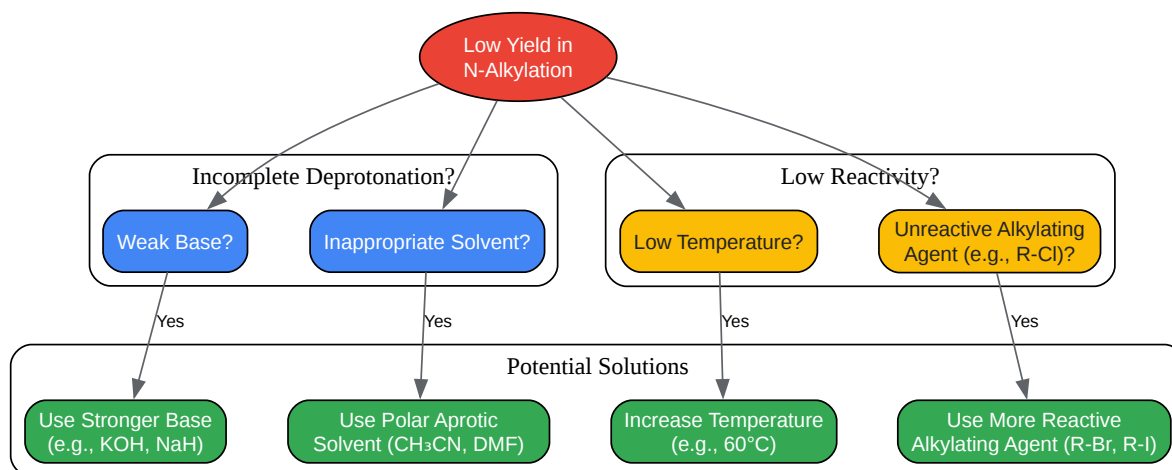 Low Yield in
N-Alkylation
Incomplete Deprotonation?
Low Reactivity?
Weak Base?
Inappropriate Solvent?
Low Temperature?
Unreactive Alkylating
Agent (e.g., R-Cl)?
Yes
Yes
Yes
Yes
Potential Solutions
Use Stronger Base
(e.g., KOH, NaH)
Use Polar Aprotic
Solvent (CH₃CN, DMF)
Increase Temperature
(e.g., 60°C)
Use More Reactive
Alkylating Agent (R-Br, R-I)